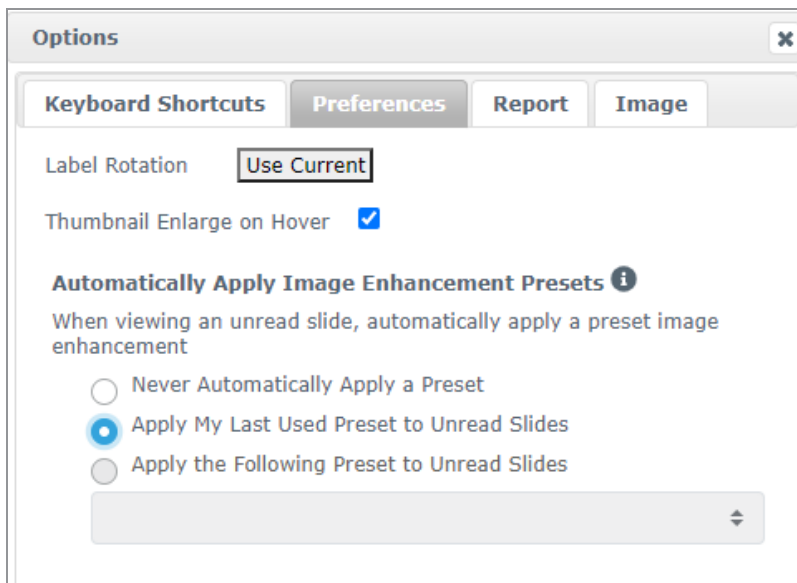 Options
Keyboard Shortcuts Preferences Report Image
Label Rotation Use Current
Thumbnail Enlarge on Hover
Automatically Apply Image Enhancement Presets
When viewing an unread slide, automatically apply a preset image
enhancement
Never Automatically Apply a Preset
Apply My Last Used Preset to Unread Slides
Apply the Following Preset to Unread Slides